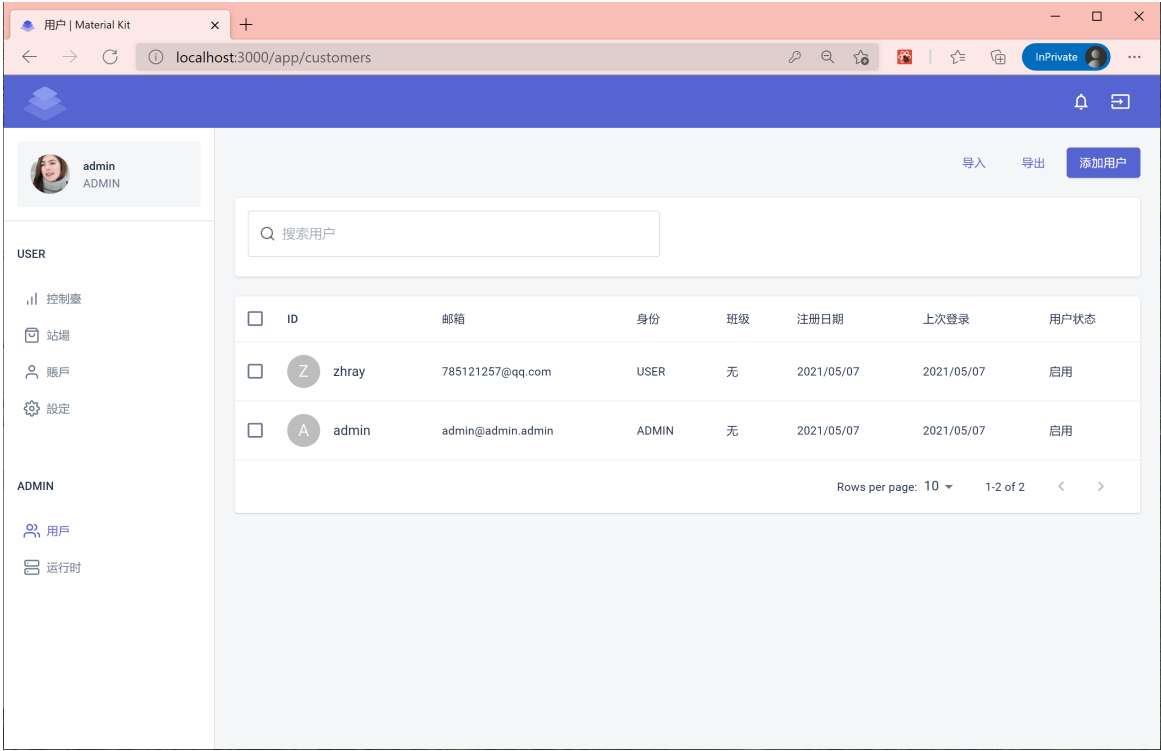 用户 | Material Kit
localhost:3000/app/customers
InPrivate
admin
ADMIN
导入 导出 添加用户
搜索用户
USER
控制臺
站場
賬戶
設定
ADMIN
用戶
运行时
ID 邮箱 身份 班级 注册日期 上次登录 用户状态
Z zhray 785121257@qq.com USER 无 2021/05/07 2021/05/07 启用
A admin admin@admin.admin ADMIN 无 2021/05/07 2021/05/07 启用
Rows per page: 10 1-2 of 2